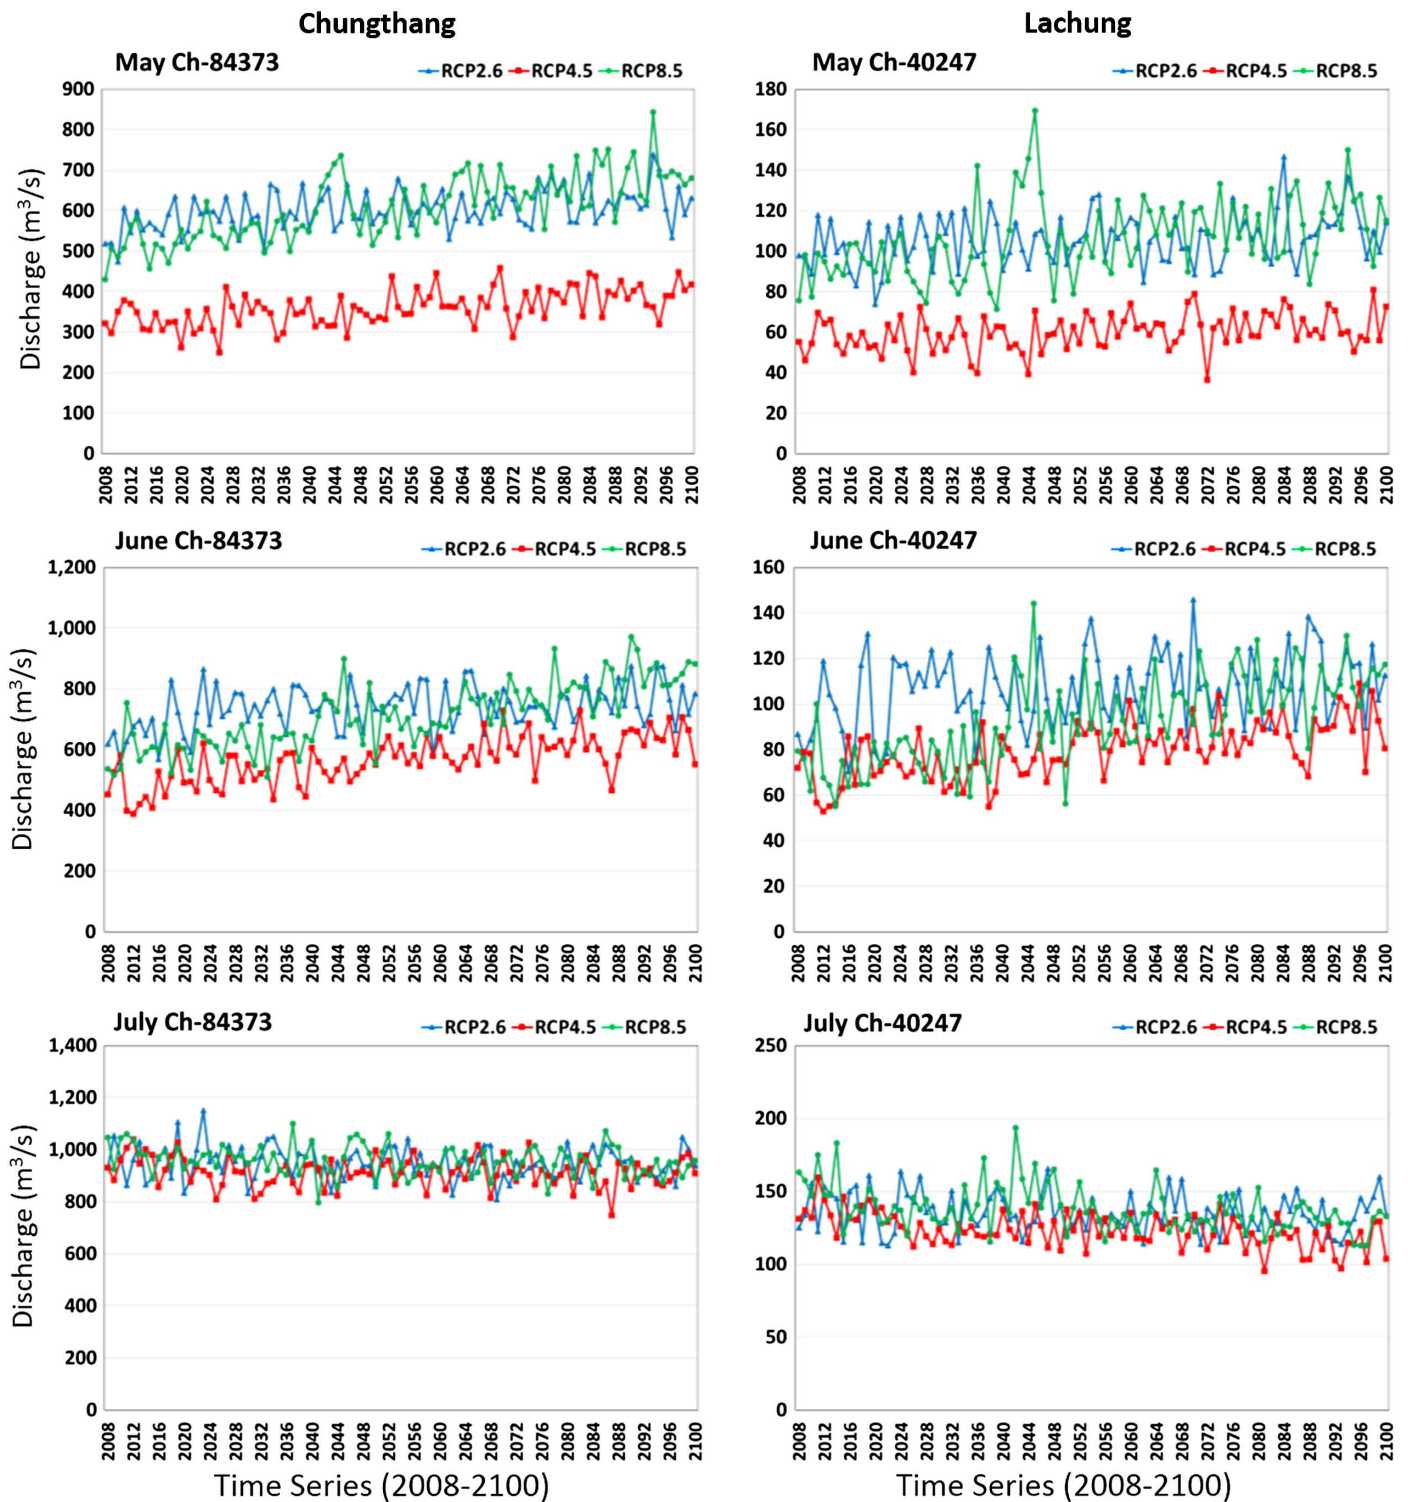 Chungthang
Lachung
May Ch-84373
RCP2.6 RCP4.5 RCP8.5
900
800
700
600
500
400
300
200
100
0
Discharge (m³/s)
2008 2012 2016 2020 2024 2028 2032 2036 2040 2044 2048 2052 2056 2060 2064 2068 2072 2076 2080 2084 2088 2092 2096 2100
May Ch-40247
RCP2.6 RCP4.5 RCP8.5
180
160
140
120
100
80
60
40
20
0
2008 2012 2016 2020 2024 2028 2032 2036 2040 2044 2048 2052 2056 2060 2064 2068 2072 2076 2080 2084 2088 2092 2096 2100
June Ch-84373
RCP2.6 RCP4.5 RCP8.5
1,200
1,000
800
600
400
200
0
Discharge (m³/s)
2008 2012 2016 2020 2024 2028 2032 2036 2040 2044 2048 2052 2056 2060 2064 2068 2072 2076 2080 2084 2088 2092 2096 2100
June Ch-40247
RCP2.6 RCP4.5 RCP8.5
160
140
120
100
80
60
40
20
0
2008 2012 2016 2020 2024 2028 2032 2036 2040 2044 2048 2052 2056 2060 2064 2068 2072 2076 2080 2084 2088 2092 2096 2100
July Ch-84373
RCP2.6 RCP4.5 RCP8.5
1,400
1,200
1,000
800
600
400
200
0
Discharge (m³/s)
2008 2012 2016 2020 2024 2028 2032 2036 2040 2044 2048 2052 2056 2060 2064 2068 2072 2076 2080 2084 2088 2092 2096 2100
Time Series (2008-2100)
July Ch-40247
RCP2.6 RCP4.5 RCP8.5
250
200
150
100
50
0
2008 2012 2016 2020 2024 2028 2032 2036 2040 2044 2048 2052 2056 2060 2064 2068 2072 2076 2080 2084 2088 2092 2096 2100
Time Series (2008-2100)